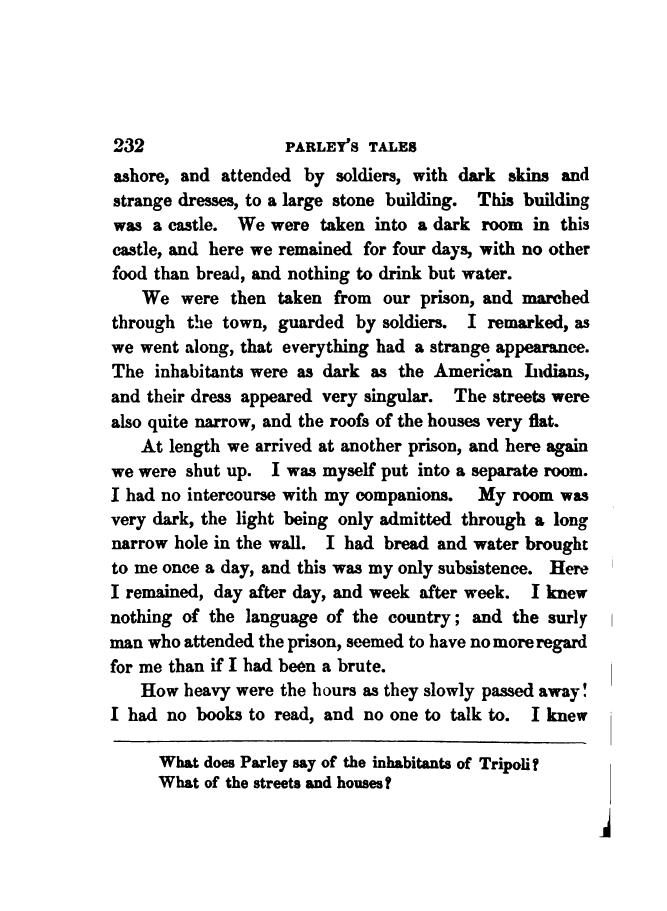 232 PARLEY'S TALES
ashore, and attended by soldiers, with dark skins and
strange dresses, to a large stone building. This building
was a castle. We were taken into a dark room in this
castle, and here we remained for four days, with no other
food than bread, and nothing to drink but water.
We were then taken from our prison, and marched
through the town, guarded by soldiers. I remarked, as
we went along, that everything had a strange appearance.
The inhabitants were as dark as the American Indians,
and their dress appeared very singular. The streets were
also quite narrow, and the roofs of the houses very flat.
At length we arrived at another prison, and here again
we were shut up. I was myself put into a separate room.
I had no intercourse with my companions. My room was
very dark, the light being only admitted through a long
narrow hole in the wall. I had bread and water brought
to me once a day, and this was my only subsistence. Here
I remained, day after day, and week after week. I knew
nothing of the language of the country; and the surly
man who attended the prison, seemed to have no more regard
for me than if I had been a brute.
How heavy were the hours as they slowly passed away!
I had no books to read, and no one to talk to. I knew
What does Parley say of the inhabitants of Tripoli?
What of the streets and houses?